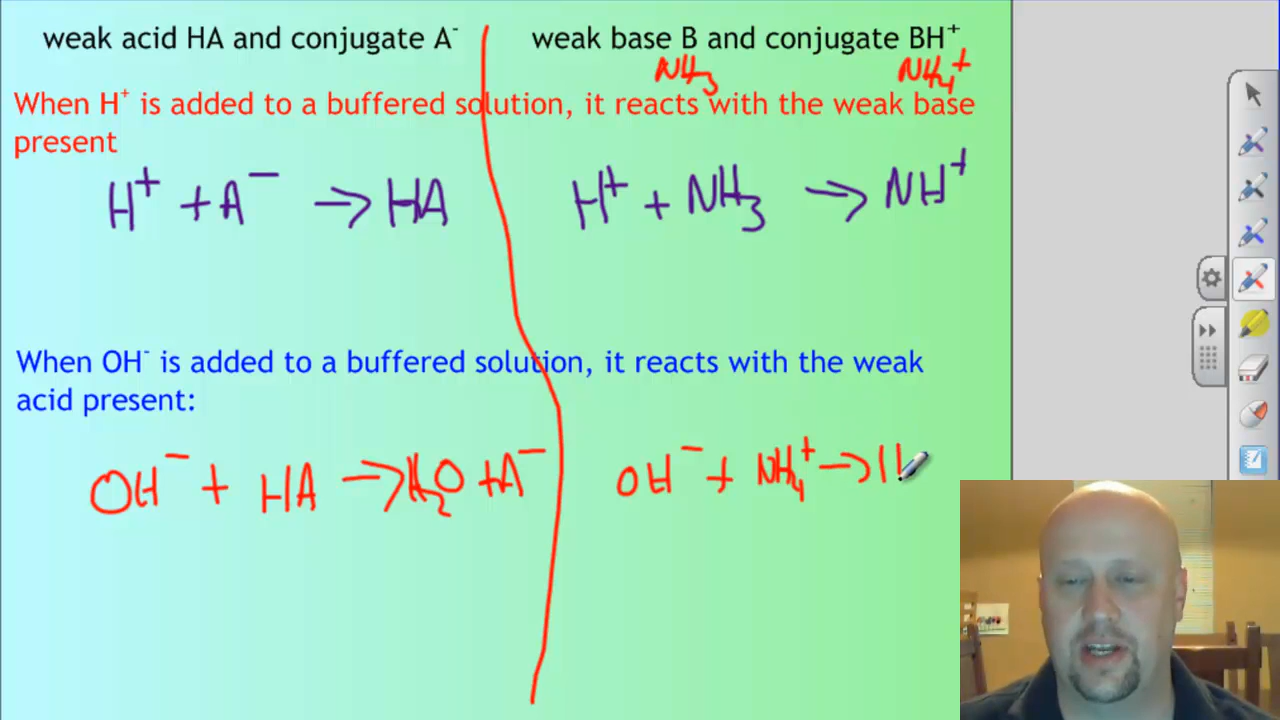 weak acid HA and conjugate A⁻
weak base B and conjugate BH⁺
NH₃ NH₄⁺
When H⁺ is added to a buffered solution, it reacts with the weak base
present
H⁺ + A⁻ → HA
H⁺ + NH₃ → NH⁺
When OH⁻ is added to a buffered solution, it reacts with the weak
acid present:
OH⁻ + HA → H₂O + A⁻
OH⁻ + NH₄⁺ →